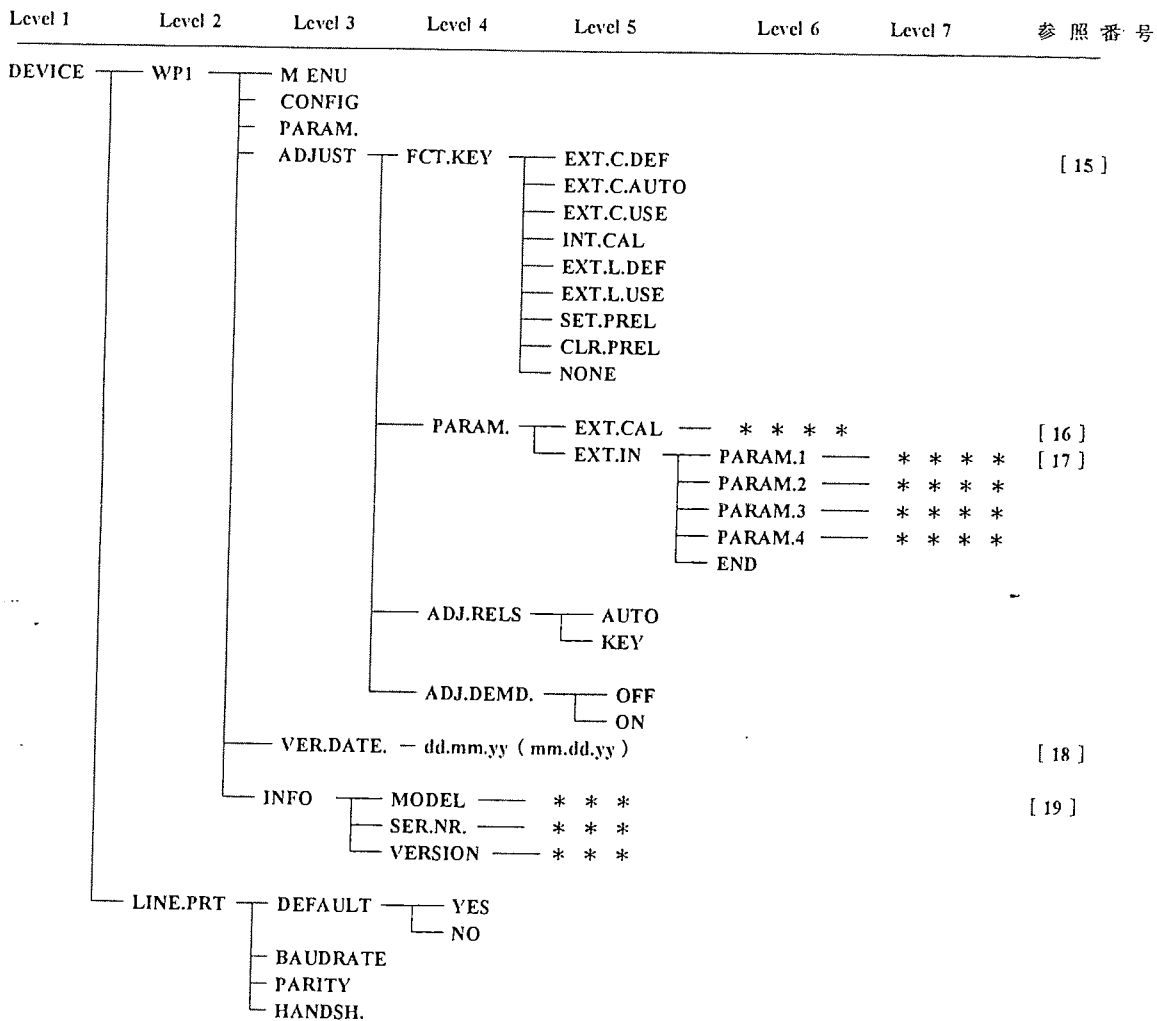 Level 1 Level 2 Level 3 Level 4 Level 5 Level 6 Level 7 参照番号
DEVICE WP1 MENU
CONFIG
PARAM.
ADJUST FCT.KEY EXT.C.DEF [ 15 ]
EXT.C.AUTO
EXT.C.USE
INT.CAL
EXT.L.DEF
EXT.L.USE
SET.PREL
CLR.PREL
NONE
PARAM. EXT.CAL * * * * [ 16 ]
EXT.IN PARAM.1 * * * * [ 17 ]
PARAM.2 * * * *
PARAM.3 * * * *
PARAM.4 * * * *
END
ADJ.RELS AUTO
KEY
ADJ.DEMD. OFF
ON
VER.DATE. dd.mm.yy ( mm.dd.yy ) [ 18 ]
INFO MODEL * * * [ 19 ]
SER.NR. * * *
VERSION * * *
LINE.PRT DEFAULT YES
NO
BAUDRATE
PARITY
HANDSH.